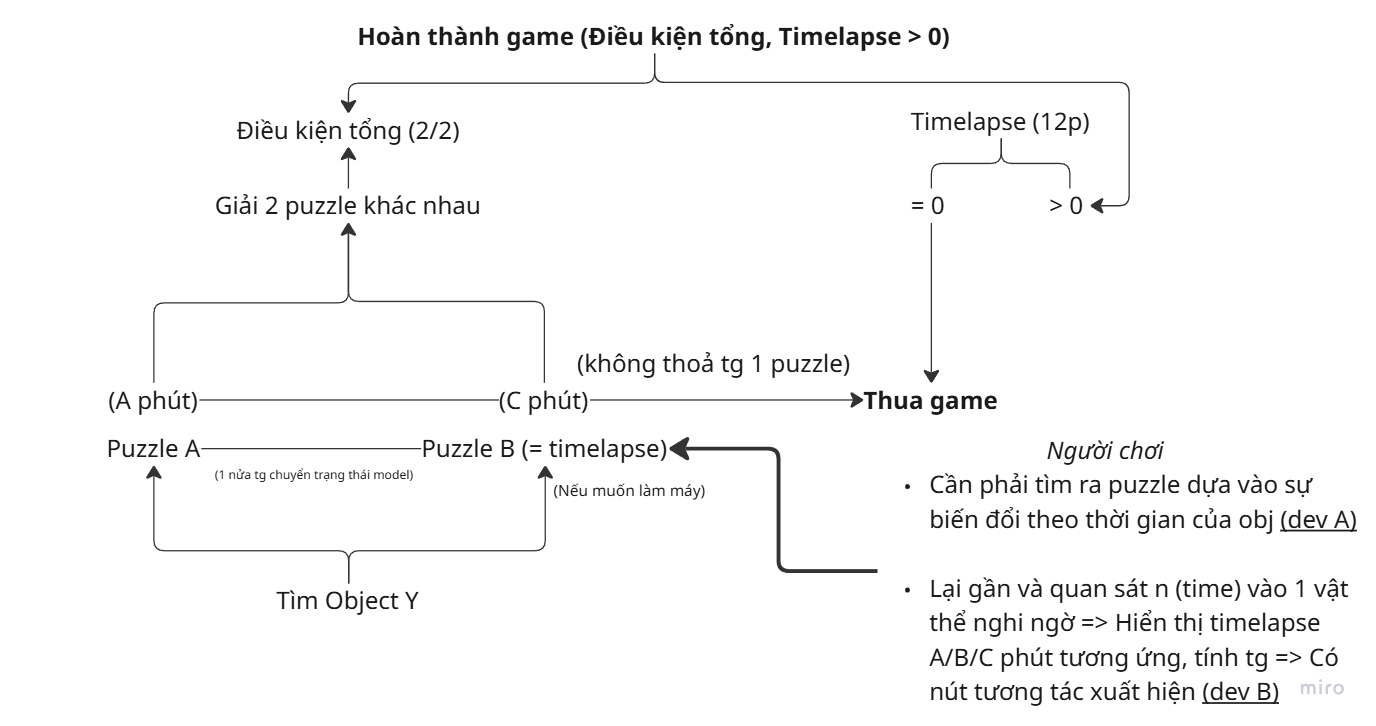 Hoàn thành game (Điều kiện tổng, Timelapse > 0)
Điều kiện tổng (2/2)
Timelapse (12p)
Giải 2 puzzle khác nhau
= 0
> 0
(không thoả tg 1 puzzle)
(A phút)
(C phút)
Thua game
Puzzle A
Puzzle B (= timelapse)
(1 nửa tg chuyển trạng thái model)
(Nếu muốn làm máy)
Tìm Object Y
Người chơi
• Cần phải tìm ra puzzle dựa vào sự
biến đổi theo thời gian của obj (dev A)
• Lại gần và quan sát n (time) vào 1 vật
thể nghi ngờ => Hiển thị timelapse
A/B/C phút tương ứng, tính tg => Có
nút tương tác xuất hiện (dev B)
miro